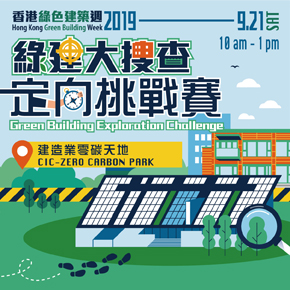 香港綠色建築週2019
Hong Kong Green Building Week
9.21 SAT
10 am - 1 pm
綠建大搜查
定向挑戰賽
Green Building Exploration Challenge
建造業零碳天地
CIC-ZERO CARBON PARK